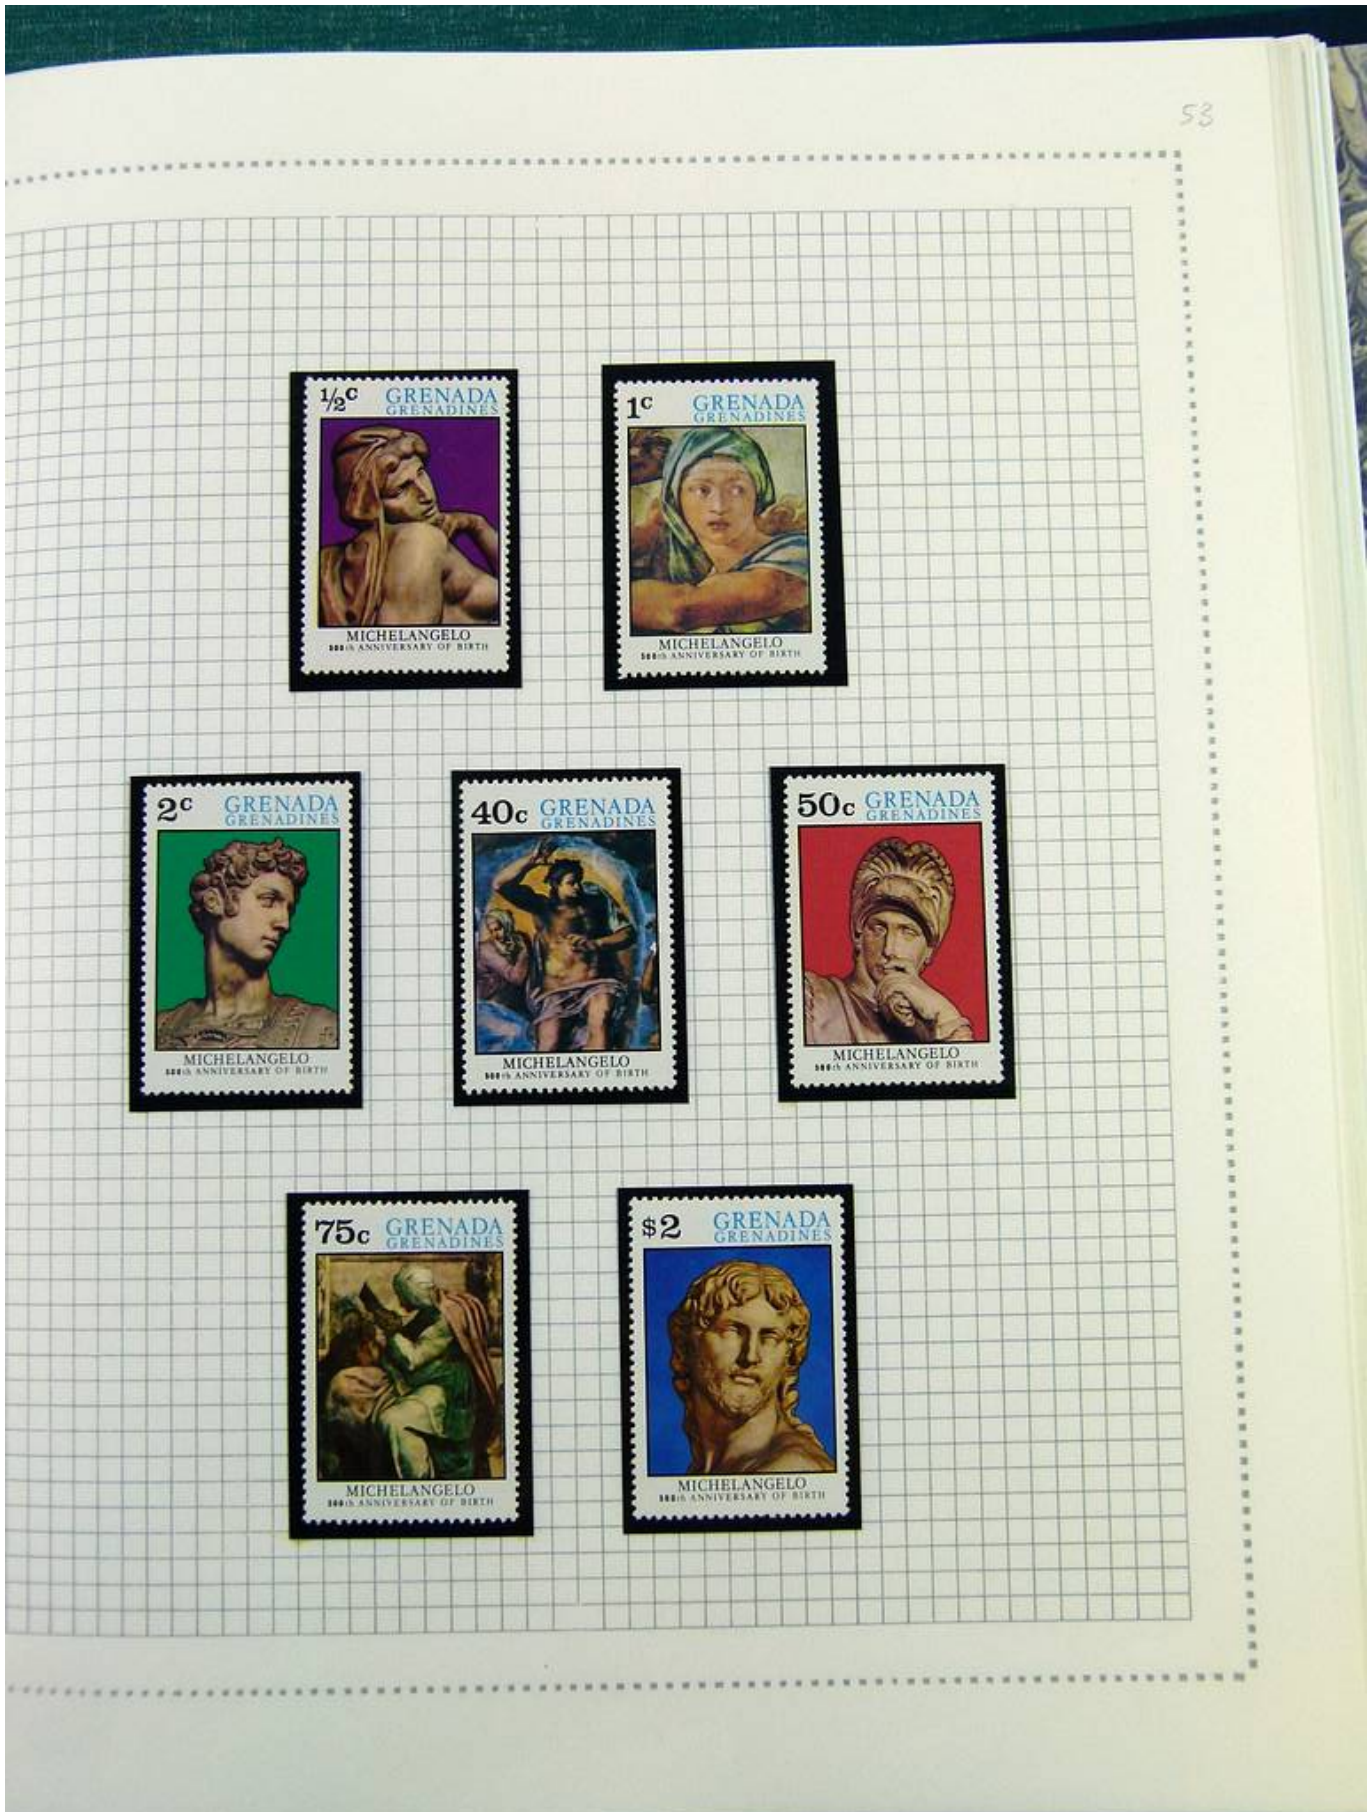 53
1/2c GRENADA
GRENADINES
MICHELANGELO
500th ANNIVERSARY OF BIRTH
1c GRENADA
GRENADINES
MICHELANGELO
500th ANNIVERSARY OF BIRTH
2c GRENADA
GRENADINES
MICHELANGELO
500th ANNIVERSARY OF BIRTH
40c GRENADA
GRENADINES
MICHELANGELO
500th ANNIVERSARY OF BIRTH
50c GRENADA
GRENADINES
MICHELANGELO
500th ANNIVERSARY OF BIRTH
75c GRENADA
GRENADINES
MICHELANGELO
500th ANNIVERSARY OF BIRTH
$2 GRENADA
GRENADINES
MICHELANGELO
500th ANNIVERSARY OF BIRTH